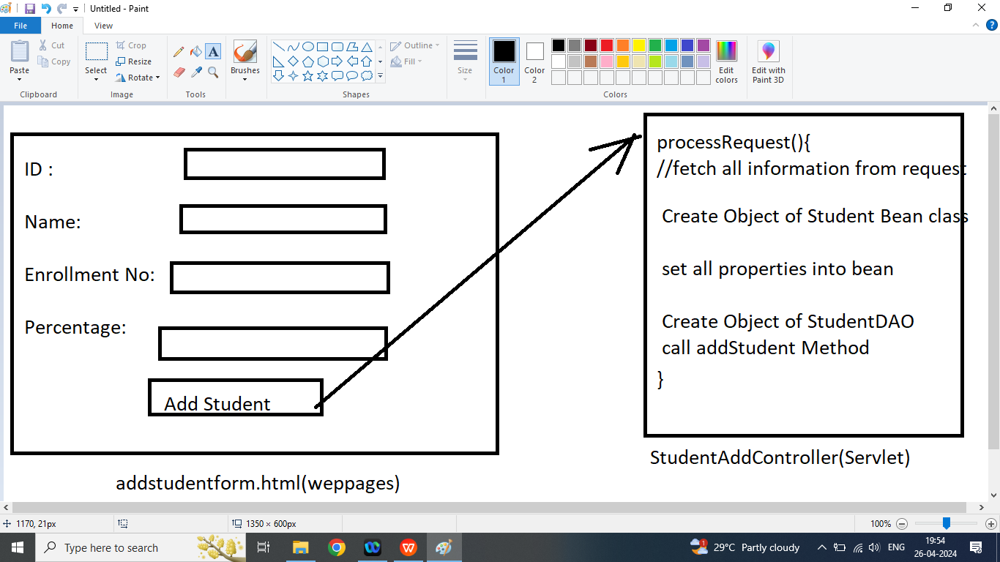 Untitled - Paint
File
Home
View
Paste
Cut
Copy
Clipboard
Select
Crop
Resize
Rotate
Image
A
Tools
Brushes
Shapes
Outline
Fill
Size
Color
1
Color
2
Colors
Edit
colors
Edit with
Paint 3D
ID :
Name:
Enrollment No:
Percentage:
Add Student
addstudentform.html(weppages)
processRequest(){
//fetch all information from request
Create Object of Student Bean class
set all properties into bean
Create Object of StudentDAO
call addStudent Method
}
StudentAddController(Servlet)
1170, 21px
1350 × 600px
100%
Type here to search
W
1
29°C Partly cloudy
ENG
19:54
26-04-2024